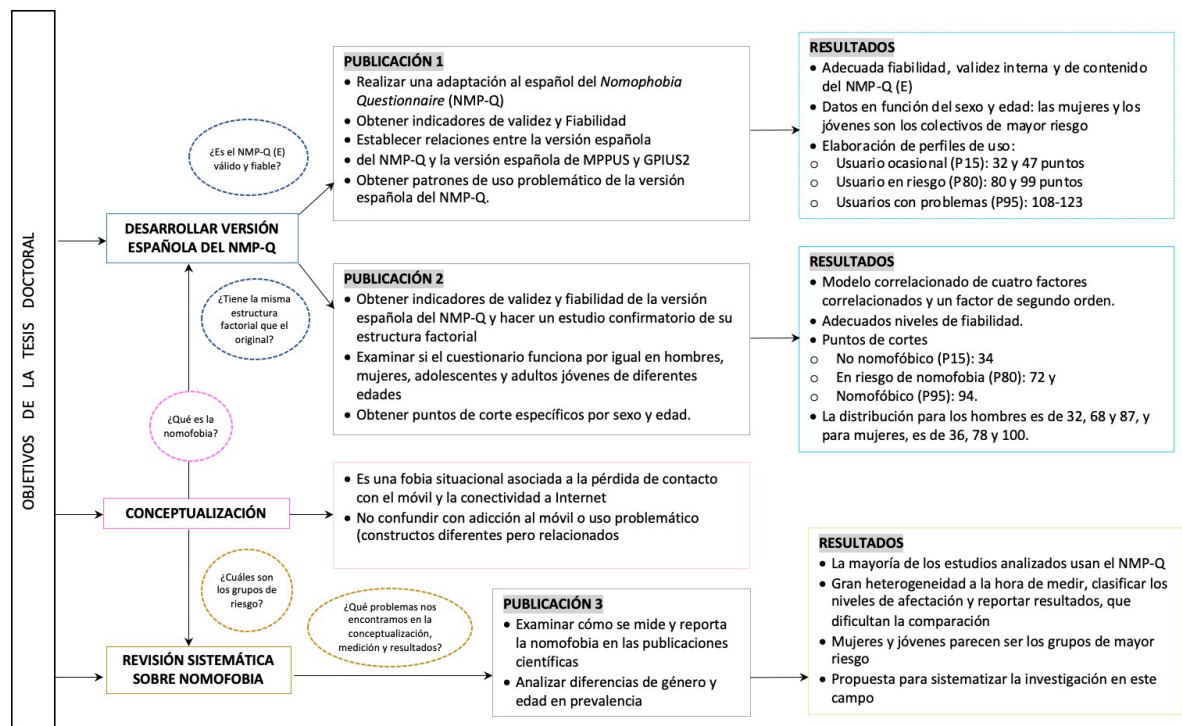 OBJETIVOS DE LA TESIS DOCTORAL
¿Es el NMP-Q (E)
válido y fiable?
DESARROLLAR VERSIÓN
ESPAÑOLA DEL NMP-Q
¿Tiene la misma
estructura
factorial que el
original?
¿Qué es la
nomofobia?
CONCEPTUALIZACIÓN
¿Cuáles son
los grupos de
riesgo?
REVISIÓN SISTEMÁTICA
SOBRE NOMOFOBIA
¿Qué problemas nos
encontramos en la
conceptualización,
medición y resultados?
PUBLICACIÓN 1
• Realizar una adaptación al español del Nomophobia
Questionnaire (NMP-Q)
• Obtener indicadores de validez y Fiabilidad
• Establecer relaciones entre la versión española
• del NMP-Q y la versión española de MPPUS y GPIUS2
• Obtener patrones de uso problemático de la versión
española del NMP-Q.
RESULTADOS
• Adecuada fiabilidad, validez interna y de contenido
del NMP-Q (E)
• Datos en función del sexo y edad: las mujeres y los
jóvenes son los colectivos de mayor riesgo
• Elaboración de perfiles de uso:
o Usuario ocasional (P15): 32 y 47 puntos
o Usuario en riesgo (P80): 80 y 99 puntos
o Usuarios con problemas (P95): 108-123
PUBLICACIÓN 2
• Obtener indicadores de validez y fiabilidad de la versión
española del NMP-Q y hacer un estudio confirmatorio de su
estructura factorial
• Examinar si el cuestionario funciona por igual en hombres,
mujeres, adolescentes y adultos jóvenes de diferentes
edades
• Obtener puntos de corte específicos por sexo y edad.
RESULTADOS
• Modelo correlacionado de cuatro factores
correlacionados y un factor de segundo orden.
• Adecuados niveles de fiabilidad.
• Puntos de cortes
o No nomofóbico (P15): 34
o En riesgo de nomofobia (P80): 72 y
o Nomofóbico (P95): 94.
• La distribución para los hombres es de 32, 68 y 87, y
para mujeres, es de 36, 78 y 100.
• Es una fobia situacional asociada a la pérdida de contacto
con el móvil y la conectividad a Internet
• No confundir con adicción al móvil o uso problemático
(constructos diferentes pero relacionados
PUBLICACIÓN 3
• Examinar cómo se mide y reporta
la nomofobia en las publicaciones
científicas
• Analizar diferencias de género y
edad en prevalencia
RESULTADOS
• La mayoría de los estudios analizados usan el NMP-Q
• Gran heterogeneidad a la hora de medir, clasificar los
niveles de afectación y reportar resultados, que
dificultan la comparación
• Mujeres y jóvenes parecen ser los grupos de mayor
riesgo
• Propuesta para sistematizar la investigación en este
campo